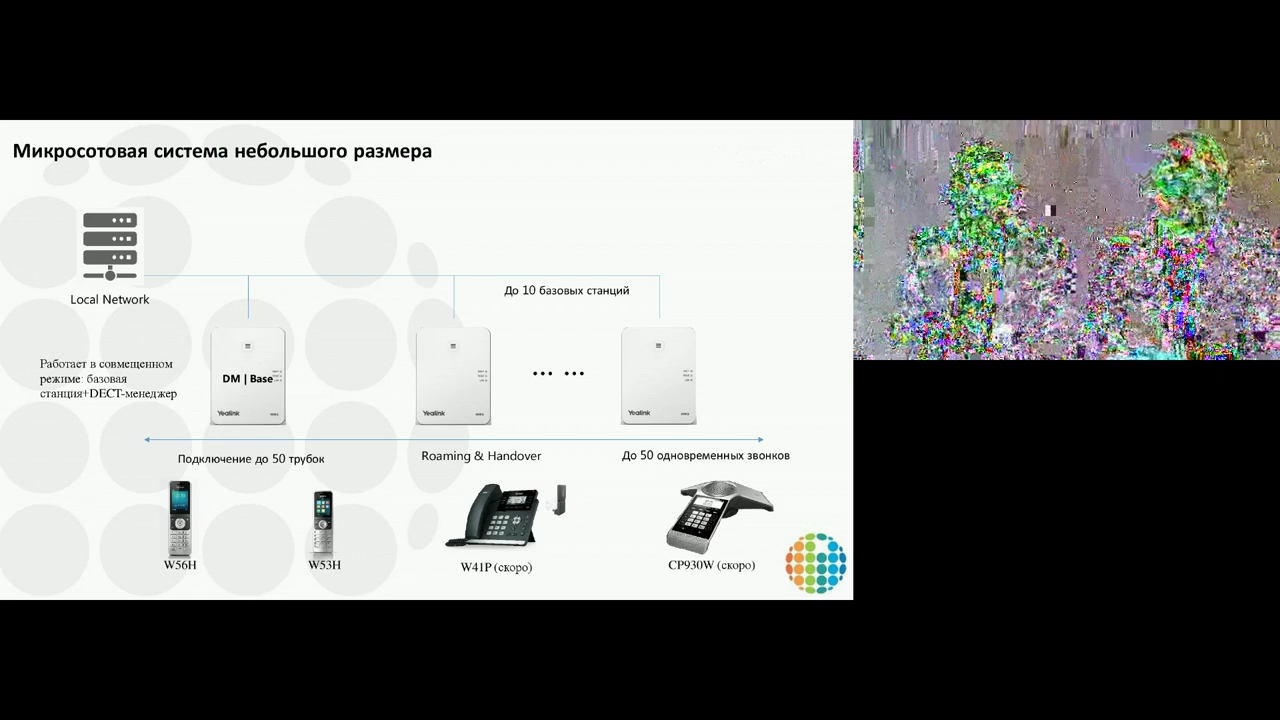 Микросотовая система небольшого размера
Local Network
До 10 базовых станций
Работает в совмещенном
режиме: базовая
станция+DECT-менеджер
DM | Base
Yealink
Yealink
Yealink
Подключение до 50 трубок
Roaming & Handover
До 50 одновременных звонков
W56H
W53H
W41P (скоро)
CP930W (скоро)